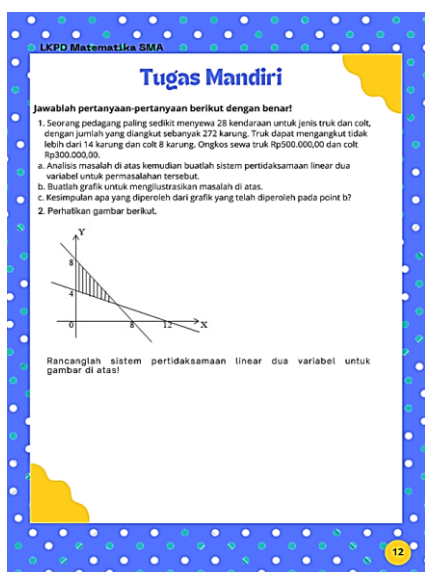 LKPD Matematika SMA
Tugas Mandiri
Jawablah pertanyaan-pertanyaan berikut dengan benar!
1. Seorang pedagang paling sedikit menyewa 28 kendaraan untuk jenis truk dan colt,
dengan jumlah yang diangkut sebanyak 272 karung. Truk dapat mengangkut tidak
lebih dari 14 karung dan colt 8 karung. Ongkos sewa truk Rp500.000,00 dan colt
Rp300.000,00.
a. Analisis masalah di atas kemudian buatlah sistem pertidaksamaan linear dua
variabel untuk permasalahan tersebut.
b. Buatlah grafik untuk mengilustrasikan masalah di atas.
c. Kesimpulan apa yang diperoleh dari grafik yang telah diperoleh pada point b?
2. Perhatikan gambar berikut.
Y
8
4
0 8 12 X
Rancanglah sistem pertidaksamaan linear dua variabel untuk
gambar di atas!
12